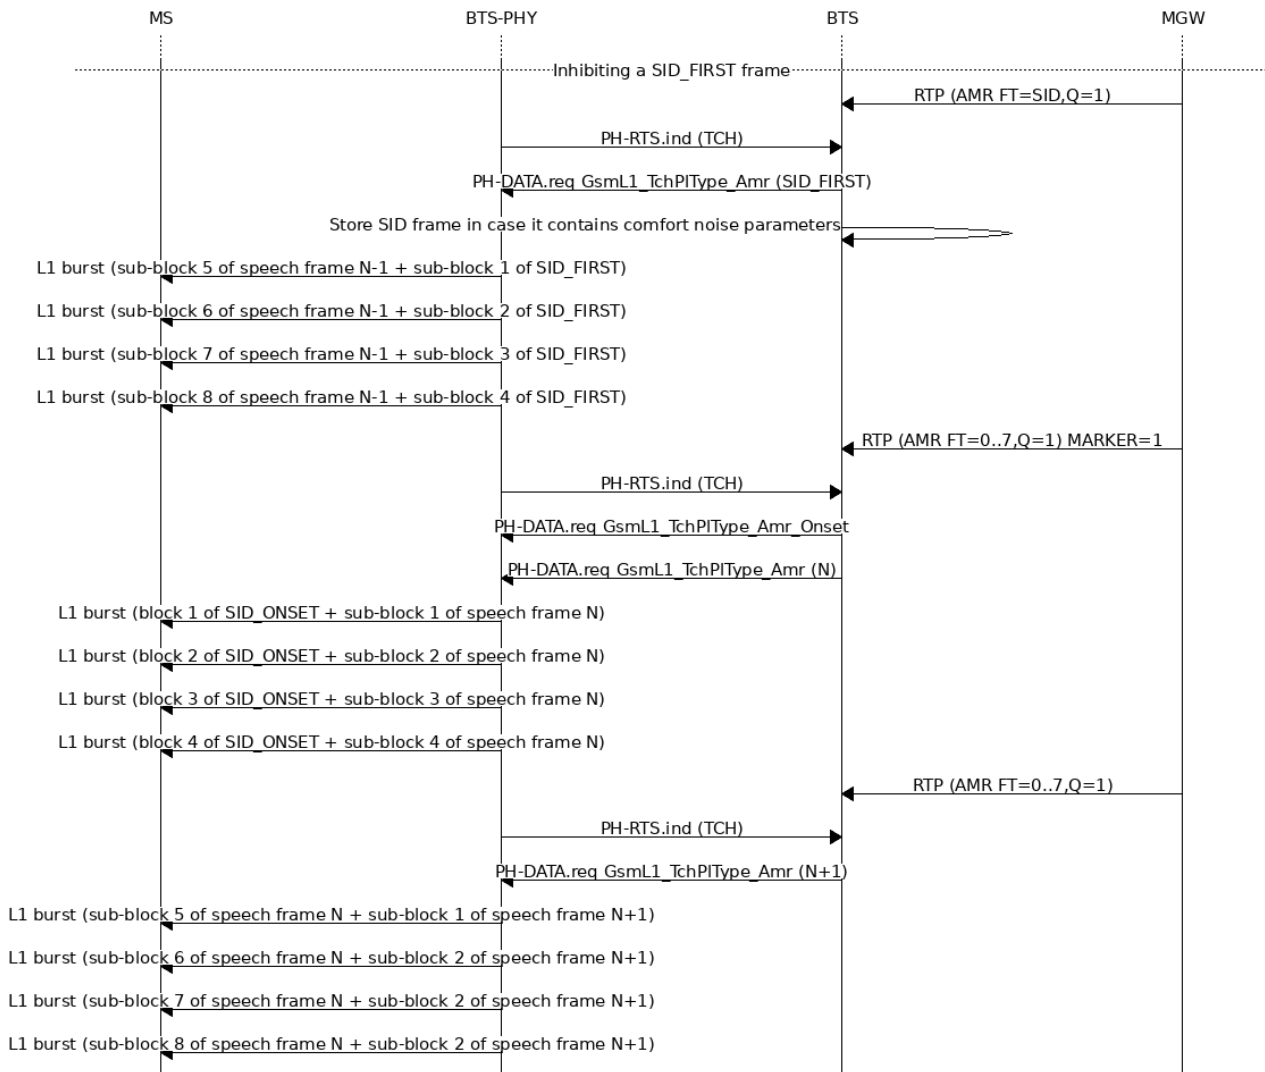 MS BTS-PHY BTS MGW
Inhibiting a SID_FIRST frame
RTP (AMR FT=SID,Q=1)
PH-RTS.ind (TCH)
PH-DATA.req GsmL1_TchPlType_Amr (SID_FIRST)
Store SID frame in case it contains comfort noise parameters
L1 burst (sub-block 5 of speech frame N-1 + sub-block 1 of SID_FIRST)
L1 burst (sub-block 6 of speech frame N-1 + sub-block 2 of SID_FIRST)
L1 burst (sub-block 7 of speech frame N-1 + sub-block 3 of SID_FIRST)
L1 burst (sub-block 8 of speech frame N-1 + sub-block 4 of SID_FIRST)
RTP (AMR FT=0..7,Q=1) MARKER=1
PH-RTS.ind (TCH)
PH-DATA.req GsmL1_TchPlType_Amr_Onset
PH-DATA.req GsmL1_TchPlType_Amr (N)
L1 burst (block 1 of SID_ONSET + sub-block 1 of speech frame N)
L1 burst (block 2 of SID_ONSET + sub-block 2 of speech frame N)
L1 burst (block 3 of SID_ONSET + sub-block 3 of speech frame N)
L1 burst (block 4 of SID_ONSET + sub-block 4 of speech frame N)
RTP (AMR FT=0..7,Q=1)
PH-RTS.ind (TCH)
PH-DATA.req GsmL1_TchPlType_Amr (N+1)
L1 burst (sub-block 5 of speech frame N + sub-block 1 of speech frame N+1)
L1 burst (sub-block 6 of speech frame N + sub-block 2 of speech frame N+1)
L1 burst (sub-block 7 of speech frame N + sub-block 2 of speech frame N+1)
L1 burst (sub-block 8 of speech frame N + sub-block 2 of speech frame N+1)